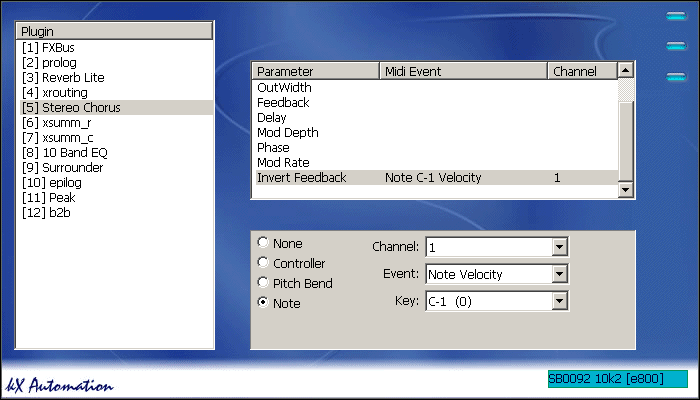 Plugin
[1] FXBus
[2] prolog
[3] Reverb Lite
[4] xrouting
[5] Stereo Chorus
[6] xsumm_r
[7] xsumm_c
[8] 10 Band EQ
[9] Surrounder
[10] epilog
[11] Peak
[12] b2b
Parameter Midi Event Channel
OutWidth
Feedback
Delay
Mod Depth
Phase
Mod Rate
Invert Feedback Note C-1 Velocity 1
None
Controller
Pitch Bend
Note
Channel: 1
Event: Note Velocity
Key: C-1 (0)
kX Automation
SB0092 10k2 [e800]